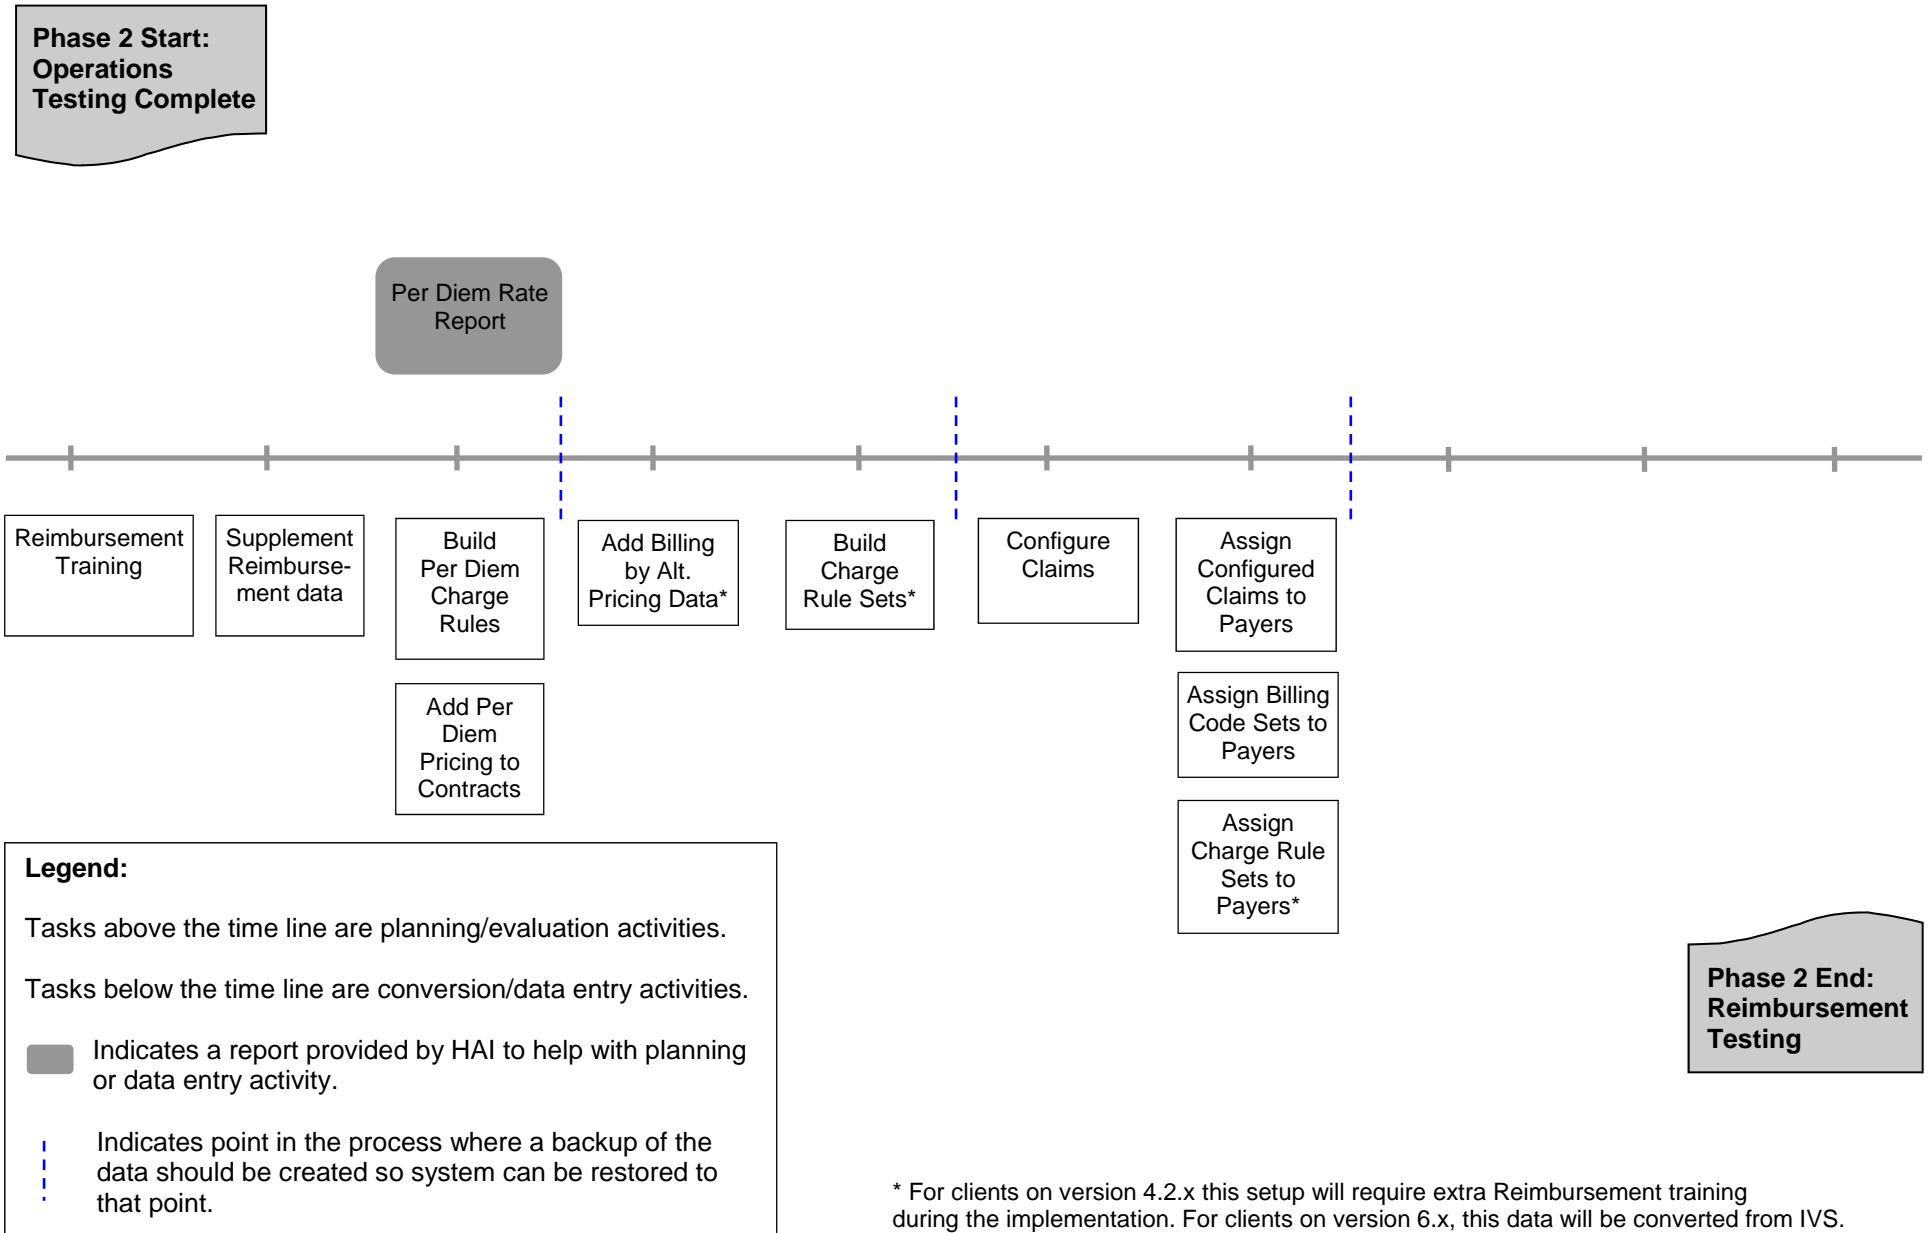 Phase 2 Start:
Operations
Testing Complete
Per Diem Rate
Report
Reimbursement
Training
Supplement
Reimburse-
ment data
Build
Per Diem
Charge
Rules
Add Per
Diem
Pricing to
Contracts
Add Billing
by Alt.
Pricing Data*
Build
Charge
Rule Sets*
Configure
Claims
Assign
Configured
Claims to
Payers
Assign Billing
Code Sets to
Payers
Assign
Charge Rule
Sets to
Payers*
Legend:
Tasks above the time line are planning/evaluation activities.
Tasks below the time line are conversion/data entry activities.
Indicates a report provided by HAI to help with planning
or data entry activity.
Indicates point in the process where a backup of the
data should be created so system can be restored to
that point.
Phase 2 End:
Reimbursement
Testing
* For clients on version 4.2.x this setup will require extra Reimbursement training
during the implementation. For clients on version 6.x, this data will be converted from IVS.